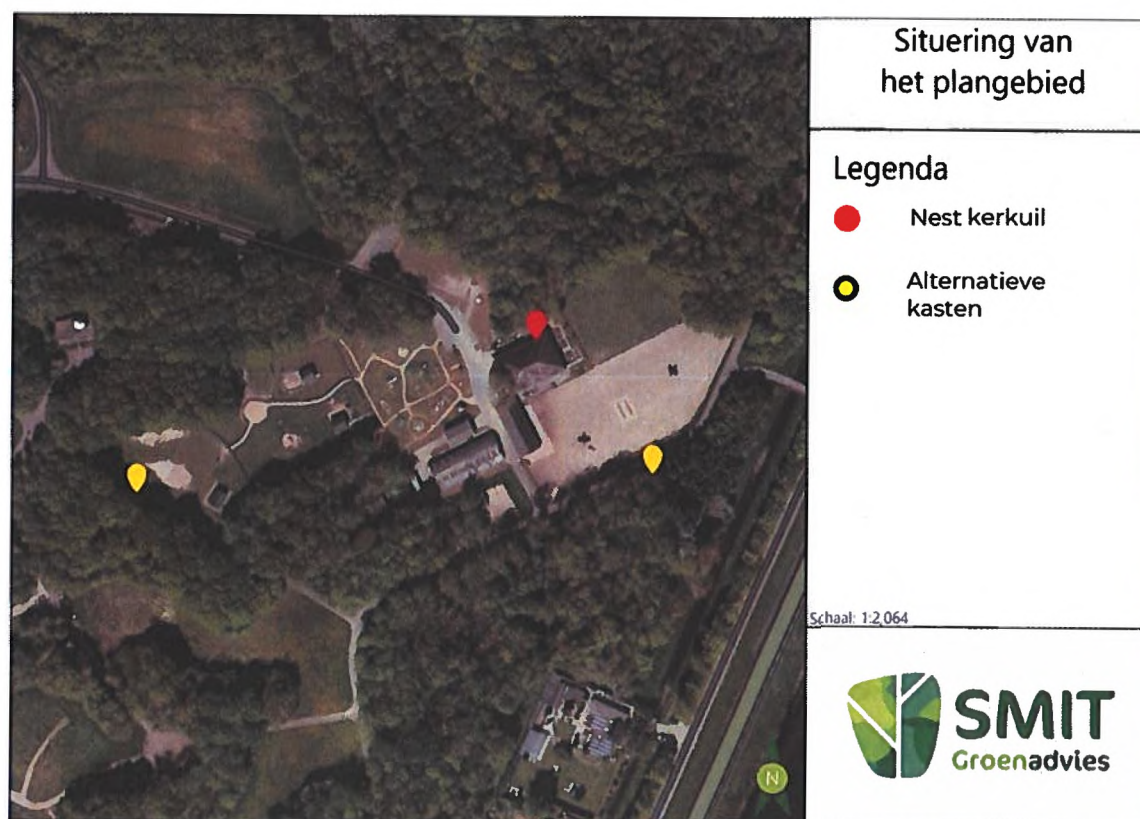 Situering van
het plangebied
Legenda
Nest kerkuil
Alternatieve
kasten
Schaal: 1:2,064
SMIT
Groenadvies
N